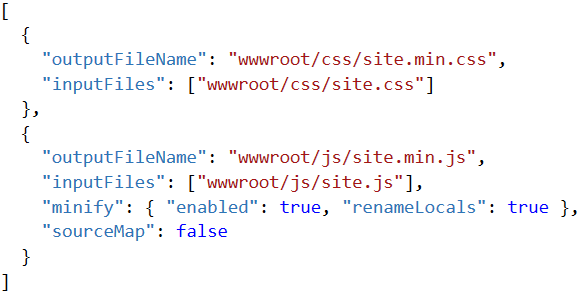 [
  {
    "outputFileName": "wwwroot/css/site.min.css",
    "inputFiles": ["wwwroot/css/site.css"]
  },
  {
    "outputFileName": "wwwroot/js/site.min.js",
    "inputFiles": ["wwwroot/js/site.js"],
    "minify": { "enabled": true, "renameLocals": true },
    "sourceMap": false
  }
]